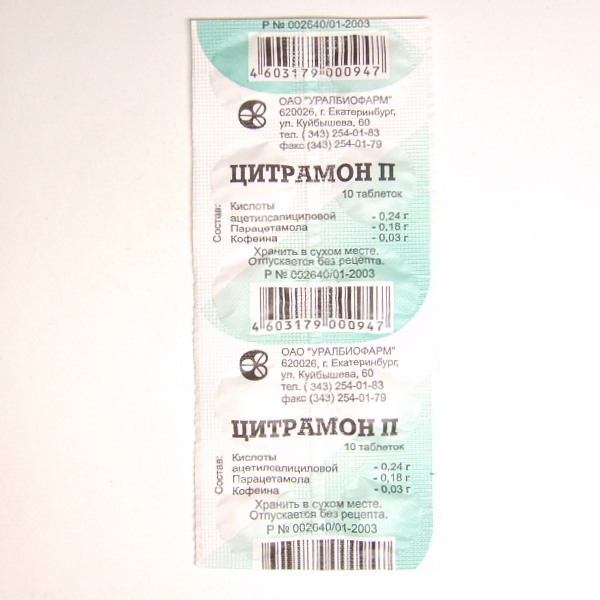 Р № 002640/01-2003
4 603179 000947
ОАО "УРАЛБИОФАРМ"
620026, г. Екатеринбург,
ул. Куйбышева, 60
тел. ( 343) 254-01-83
факс (343) 254-01-79
ЦИТРАМОН П
10 таблеток
Состав:
Кислоты
ацетилсалициловой - 0,24 г
Парацетамола - 0,18 г
Кофеина - 0,03 г
Хранить в сухом месте.
Отпускается без рецепта.
Р № 002640/01-2003
4 603179 000947
ОАО "УРАЛБИОФАРМ"
620026, г. Екатеринбург,
ул. Куйбышева, 60
тел. ( 343) 254-01-83
факс (343) 254-01-79
ЦИТРАМОН П
10 таблеток
Состав:
Кислоты
ацетилсалициловой - 0,24 г
Парацетамола - 0,18 г
Кофеина - 0,03 г
Хранить в сухом месте.
Отпускается без рецепта.
Р № 002640/01-2003